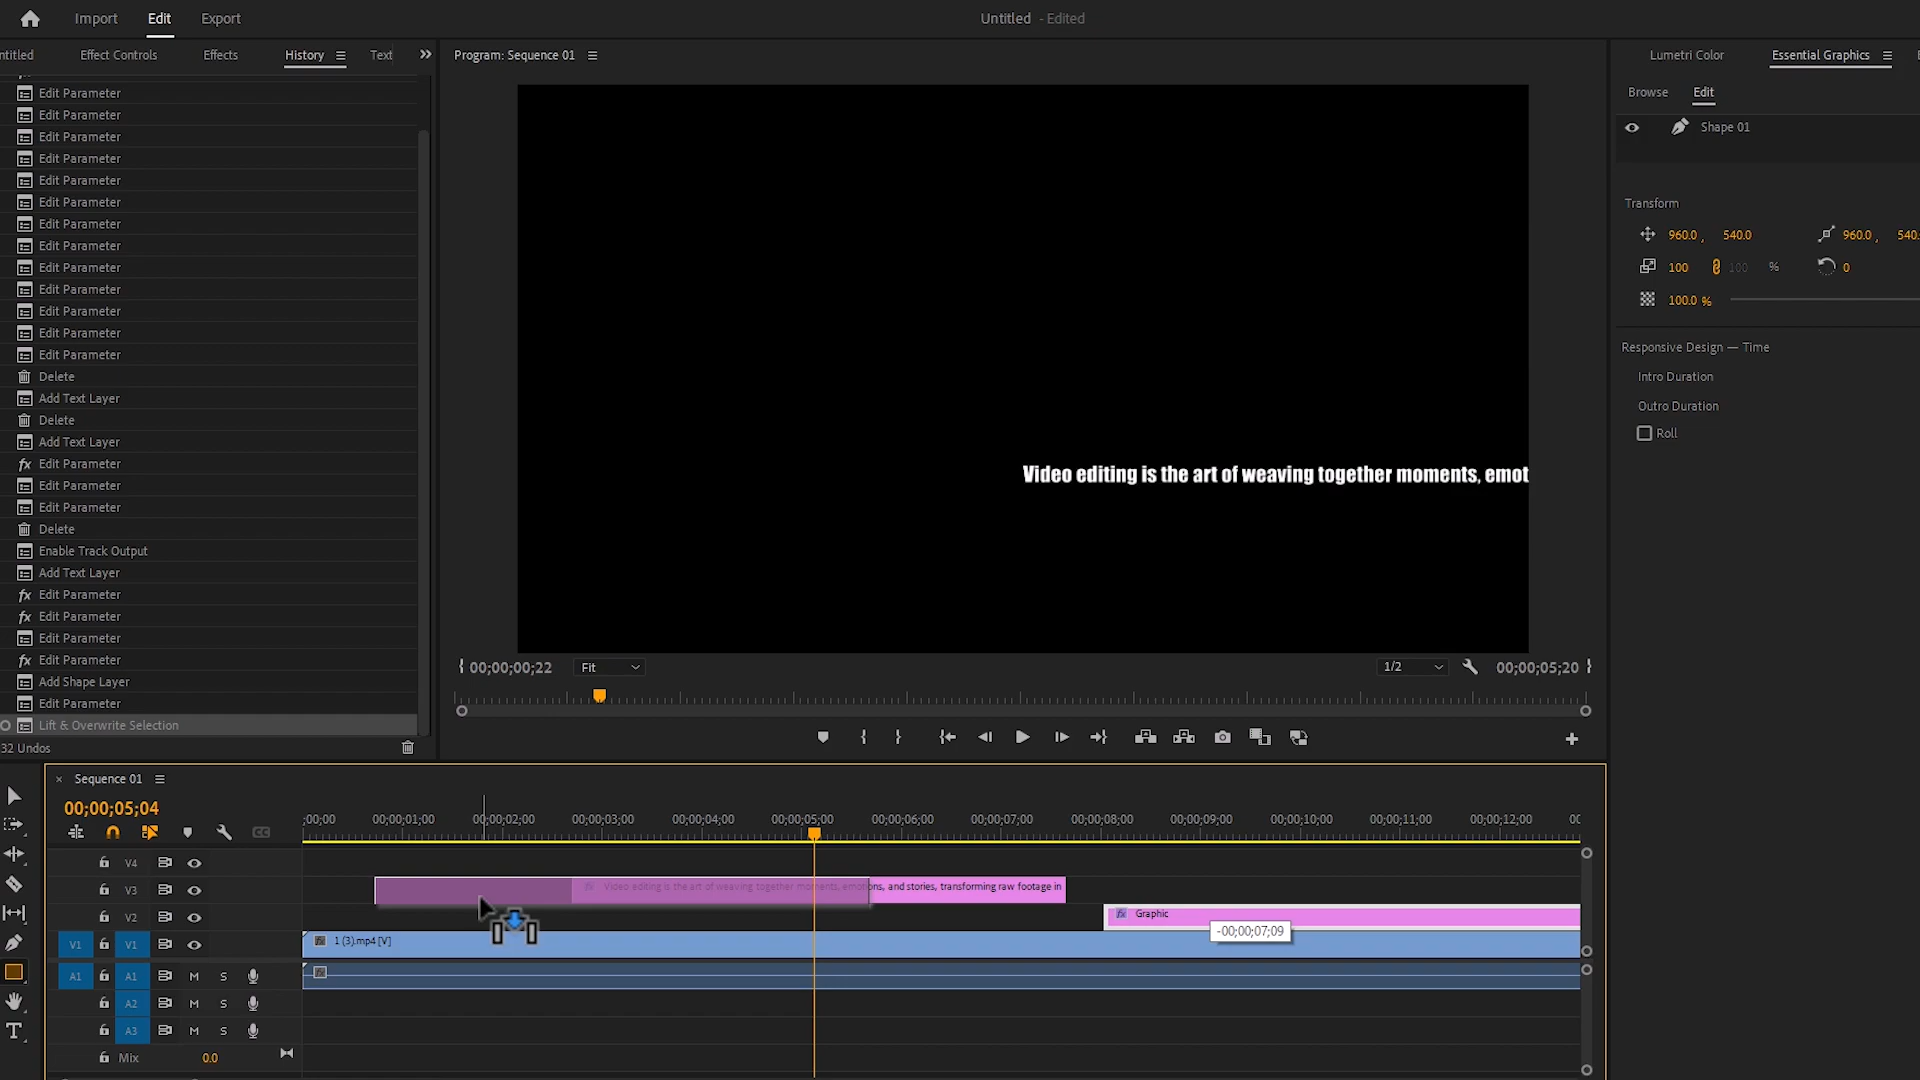 Import
Edit
Export
Untitled - Edited
ntitled
Effect Controls
Effects
History
Text
Program: Sequence 01
Lumetri Color
Essential Graphics
Browse
Edit
Shape 01
Edit Parameter
Edit Parameter
Edit Parameter
Edit Parameter
Edit Parameter
Edit Parameter
Edit Parameter
Edit Parameter
Edit Parameter
Edit Parameter
Edit Parameter
Edit Parameter
Edit Parameter
Delete
Add Text Layer
Delete
Add Text Layer
fx Edit Parameter
Edit Parameter
Edit Parameter
Delete
Enable Track Output
Add Text Layer
fx Edit Parameter
fx Edit Parameter
Edit Parameter
fx Edit Parameter
Add Shape Layer
Edit Parameter
Lift & Overwrite Selection
32 Undos
Video editing is the art of weaving together moments, emot
00;00;00;22
Fit
1/2
00;00;05;20
Transform
960.0 , 540.0
960.0 , 540.
100 100 %
0
100.0 %
Responsive Design — Time
Intro Duration
Outro Duration
Roll
Sequence 01
00;00;05;04
CC
;00;00 00;00;01;00 00;00;02;00 00;00;03;00 00;00;04;00 00;00;05;00 00;00;06;00 00;00;07;00 00;00;08;00 00;00;09;00 00;00;10;00 00;00;11;00 00;00;12;00 00
V4
V3
fx Video editing is the art of weaving together moments, emotions, and stories, transforming raw footage in
V2
fx Graphic
-00;00;07;09
V1 V1
fx 1 (3).mp4 [V]
A1 A1 M S
A2 M S
A3 M S
Mix 0.0
T